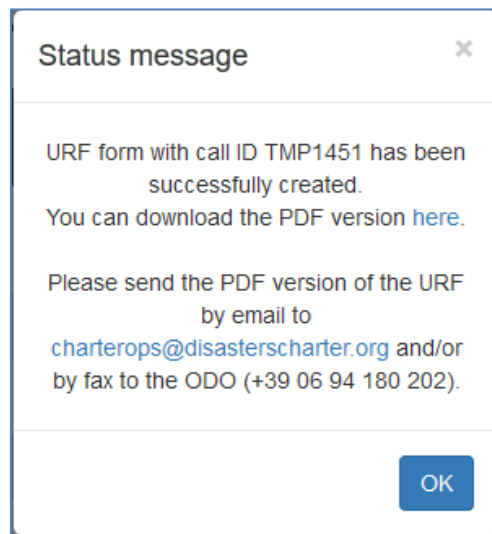 Status message ×
URF form with call ID TMP1451 has been
successfully created.
You can download the PDF version here.
Please send the PDF version of the URF
by email to
charterops@disasterscharter.org and/or
by fax to the ODO (+39 06 94 180 202).
OK